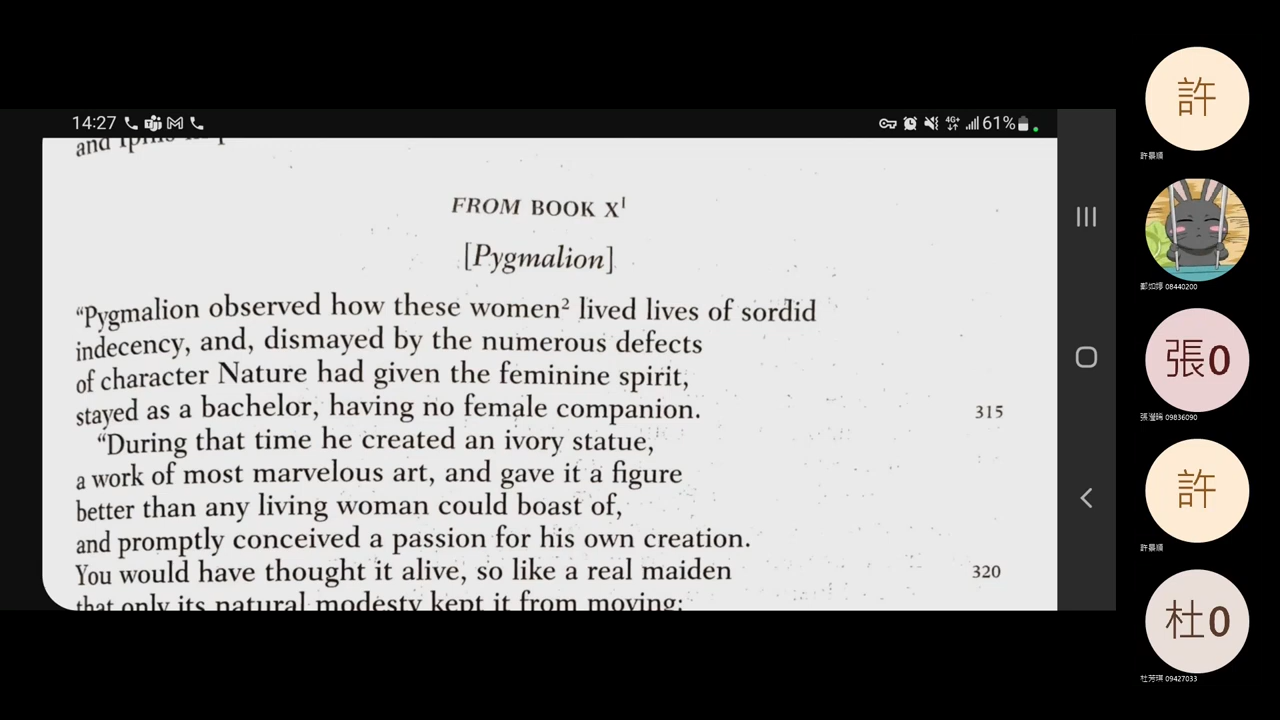 14:27
4G+
61%
and
FROM BOOK X1
[Pygmalion]
"Pygmalion observed how these women2 lived lives of sordid
indecency, and, dismayed by the numerous defects
of character Nature had given the feminine spirit,
stayed as a bachelor, having no female companion. 315
"During that time he created an ivory statue,
a work of most marvelous art, and gave it a figure
better than any living woman could boast of,
and promptly conceived a passion for his own creation.
You would have thought it alive, so like a real maiden 320
that only its natural modesty kept it from moving:
許
08440200
張0
09836090
許
杜0
09427033